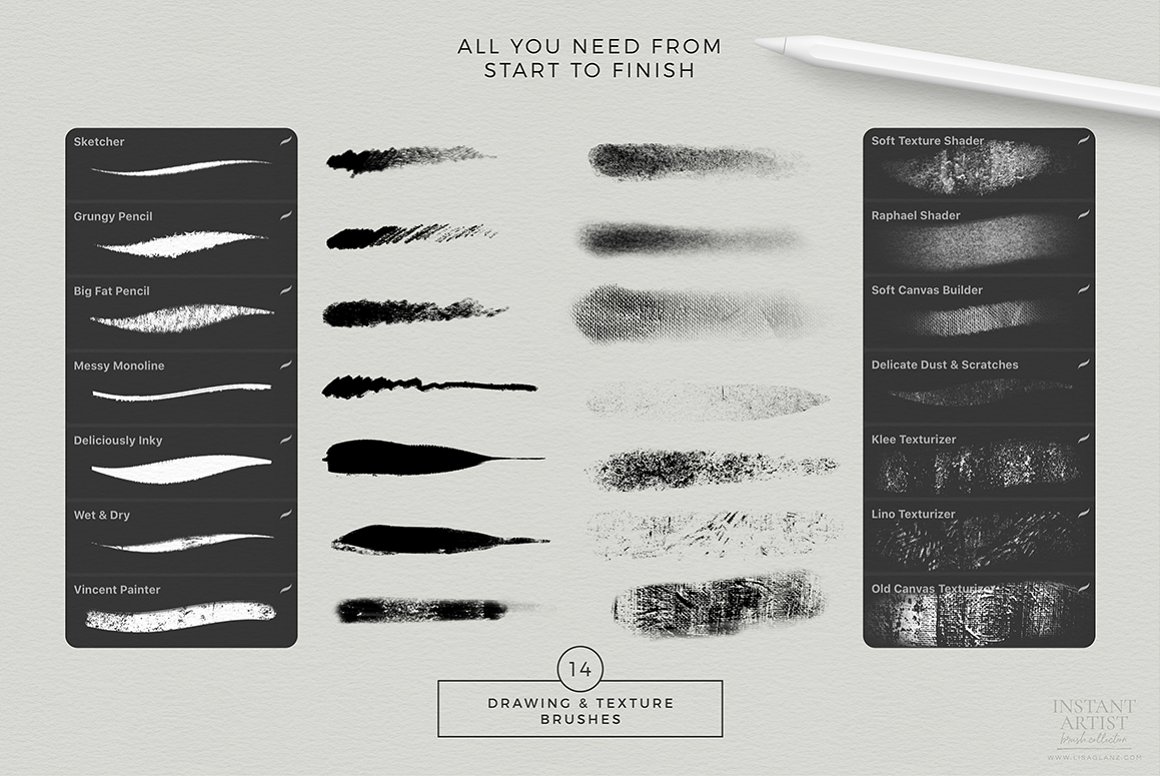 ALL YOU NEED FROM
START TO FINISH
Sketcher
Grungy Pencil
Big Fat Pencil
Messy Monoline
Deliciously Inky
Wet & Dry
Vincent Painter
Soft Texture Shader
Raphael Shader
Soft Canvas Builder
Delicate Dust & Scratches
Klee Texturizer
Lino Texturizer
Old Canvas Texturizer
14
DRAWING & TEXTURE
BRUSHES
INSTANT
ARTIST
brush collection
WWW.LISAGLANZ.COM